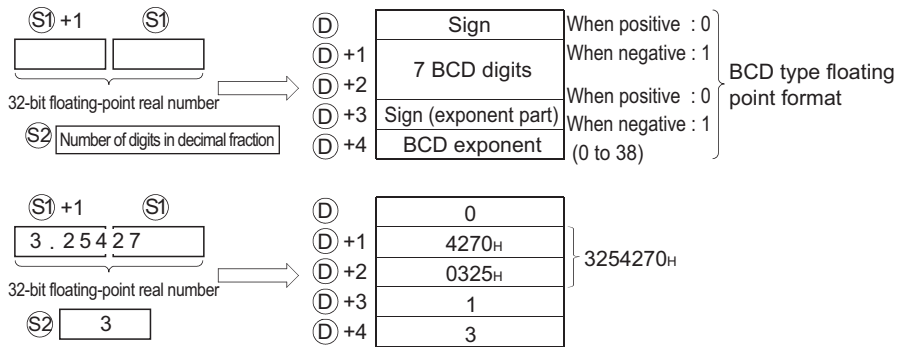 S1 +1 S1
D Sign When positive : 0
D +1 When negative : 1
7 BCD digits
D +2 When positive : 0
D +3 Sign (exponent part) When negative : 1
D +4 BCD exponent (0 to 38)
BCD type floating
point format
32-bit floating-point real number
S2 Number of digits in decimal fraction
S1 +1 S1
3.25427
32-bit floating-point real number
S2 3
D 0
D +1 4270H
D +2 0325H
3254270H
D +3 1
D +4 3